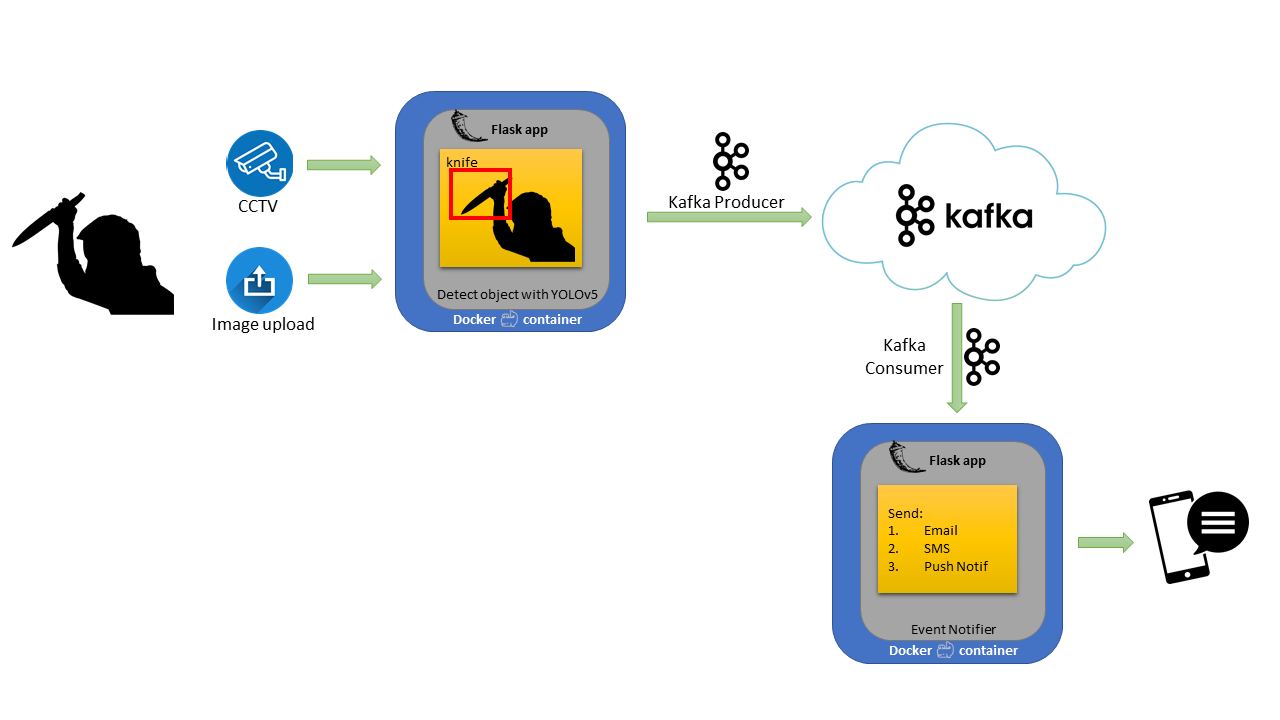 CCTV
Image upload
Flask app
knife
Detect object with YOLOv5
Docker container
Kafka Producer
kafka
Kafka
Consumer
Flask app
Send:
1. Email
2. SMS
3. Push Notif
Event Notifier
Docker container